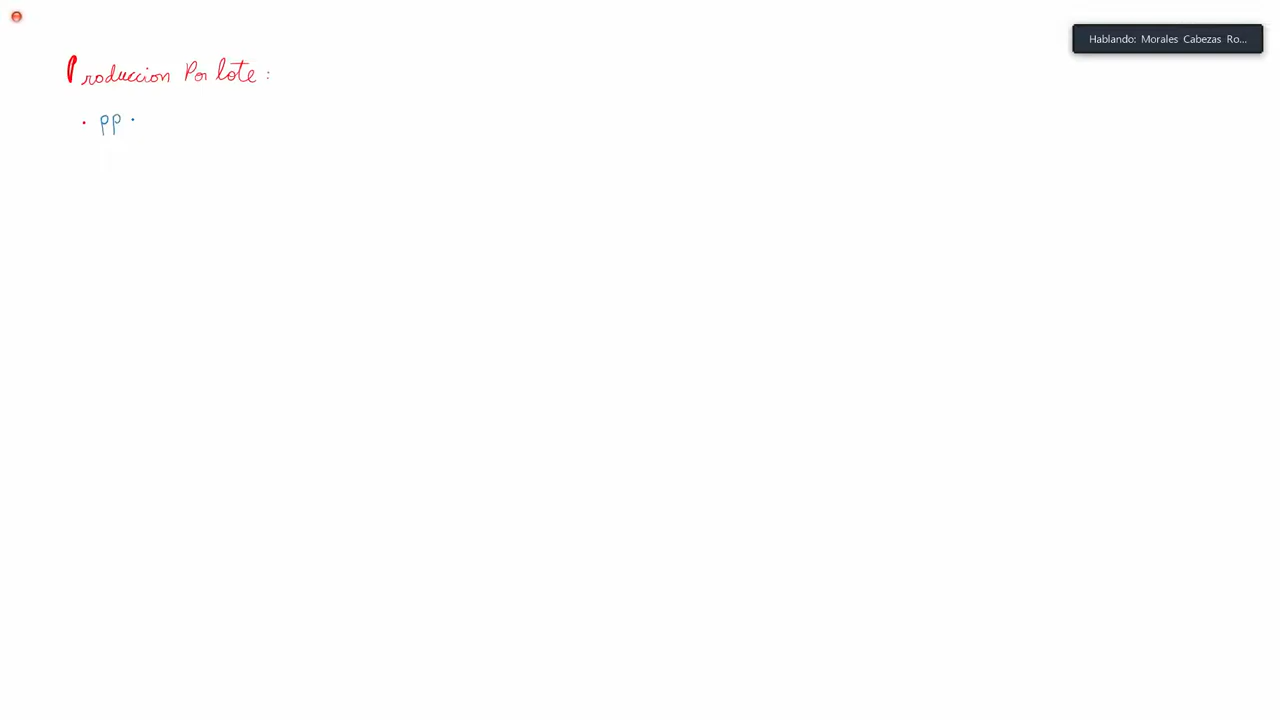 Hablando: Morales Cabezas Ro...
Produccion Por lote :
• pp •